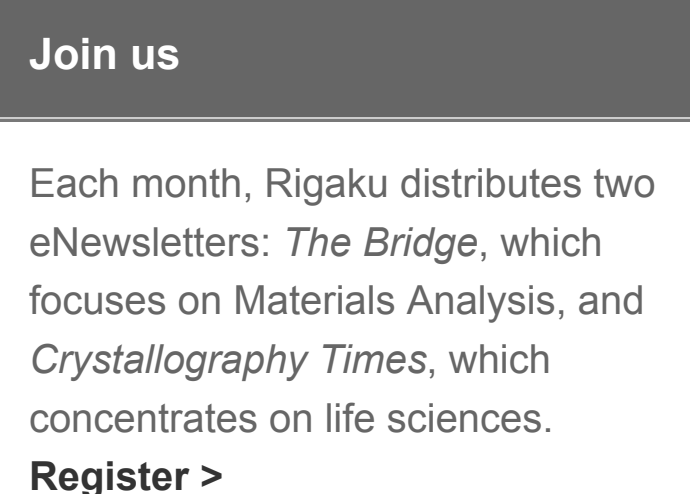 Join us
Each month, Rigaku distributes two
eNewsletters: The Bridge, which
focuses on Materials Analysis, and
Crystallography Times, which
concentrates on life sciences.
Register >